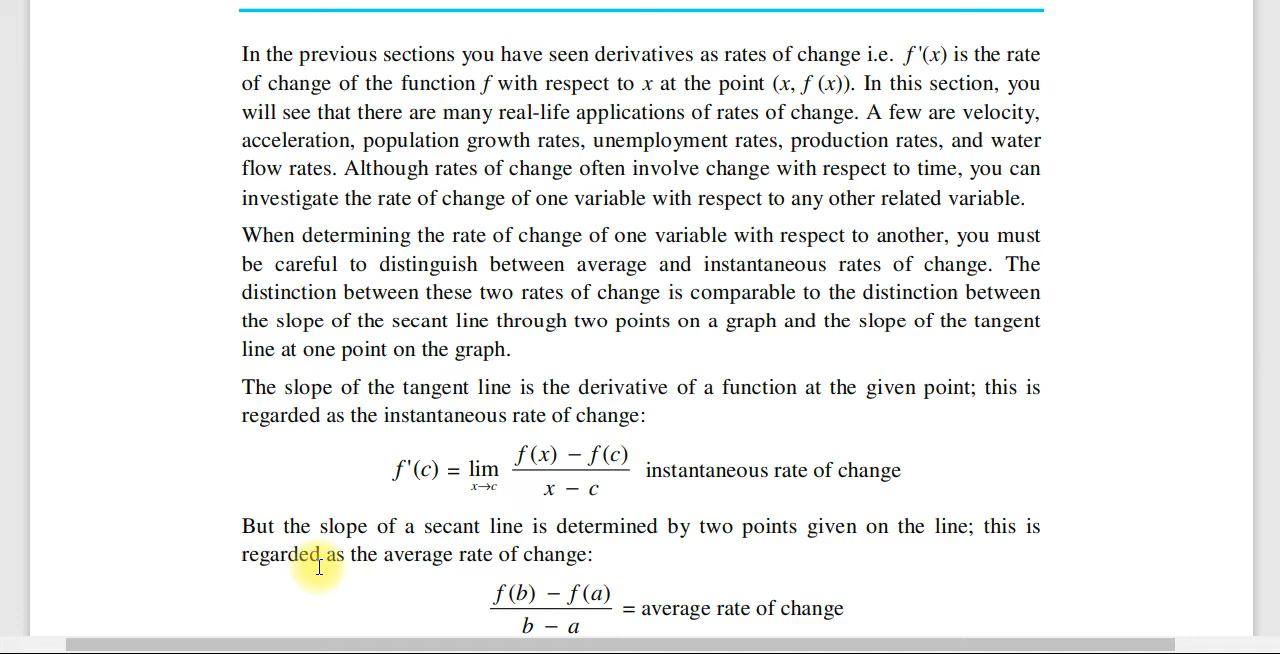 In the previous sections you have seen derivatives as rates of change i.e. f '(x) is the rate
of change of the function f with respect to x at the point (x, f (x)). In this section, you
will see that there are many real-life applications of rates of change. A few are velocity,
acceleration, population growth rates, unemployment rates, production rates, and water
flow rates. Although rates of change often involve change with respect to time, you can
investigate the rate of change of one variable with respect to any other related variable.
When determining the rate of change of one variable with respect to another, you must
be careful to distinguish between average and instantaneous rates of change. The
distinction between these two rates of change is comparable to the distinction between
the slope of the secant line through two points on a graph and the slope of the tangent
line at one point on the graph.
The slope of the tangent line is the derivative of a function at the given point; this is
regarded as the instantaneous rate of change:
f '(c) = lim x→c (f(x) − f(c)) / (x − c) instantaneous rate of change
But the slope of a secant line is determined by two points given on the line; this is
regarded as the average rate of change:
(f(b) − f(a)) / (b − a) = average rate of change